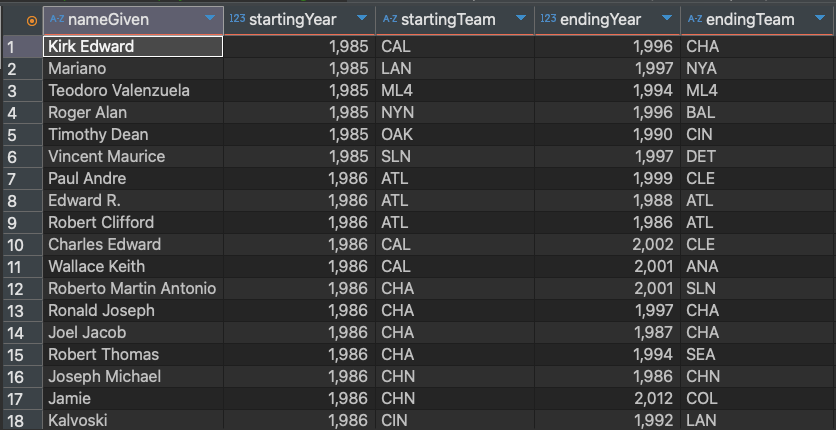 A-Z nameGiven 123 startingYear A-Z startingTeam 123 endingYear A-Z endingTeam
1 Kirk Edward 1,985 CAL 1,996 CHA
2 Mariano 1,985 LAN 1,997 NYA
3 Teodoro Valenzuela 1,985 ML4 1,994 ML4
4 Roger Alan 1,985 NYN 1,996 BAL
5 Timothy Dean 1,985 OAK 1,990 CIN
6 Vincent Maurice 1,985 SLN 1,997 DET
7 Paul Andre 1,986 ATL 1,999 CLE
8 Edward R. 1,986 ATL 1,988 ATL
9 Robert Clifford 1,986 ATL 1,986 ATL
10 Charles Edward 1,986 CAL 2,002 CLE
11 Wallace Keith 1,986 CAL 2,001 ANA
12 Roberto Martin Antonio 1,986 CHA 2,001 SLN
13 Ronald Joseph 1,986 CHA 1,997 CHA
14 Joel Jacob 1,986 CHA 1,987 CHA
15 Robert Thomas 1,986 CHA 1,994 SEA
16 Joseph Michael 1,986 CHN 1,986 CHN
17 Jamie 1,986 CHN 2,012 COL
18 Kalvoski 1,986 CIN 1,992 LAN